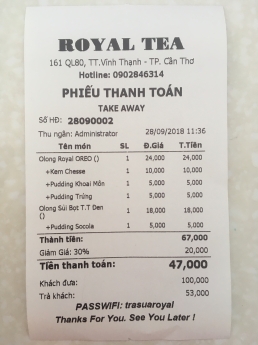 ROYAL TEA
161 QL80, TT.Vĩnh Thạnh - TP. Cần Thơ
Hotline: 0902846314
PHIẾU THANH TOÁN
TAKE AWAY
Số HĐ: 28090002
Thu ngân: Administrator 28/09/2018 11:36
Tên món SL Đ.Giá T.Tiền
Olong Royal OREO () 1 24,000 24,000
+Kem Chesse 1 10,000 10,000
+Pudding Khoai Môn 1 5,000 5,000
+Pudding Trứng 1 5,000 5,000
Olong Sủi Bọt T.T Đen 1 18,000 18,000
()
+Pudding Socola 1 5,000 5,000
Thành tiền: 67,000
Giảm Giá: 30% 20,000
Tiền thanh toán: 47,000
Khách đưa: 100,000
Trả khách: 53,000
PASSWIFI: trasuaroyal
Thanks For You. See You Later !